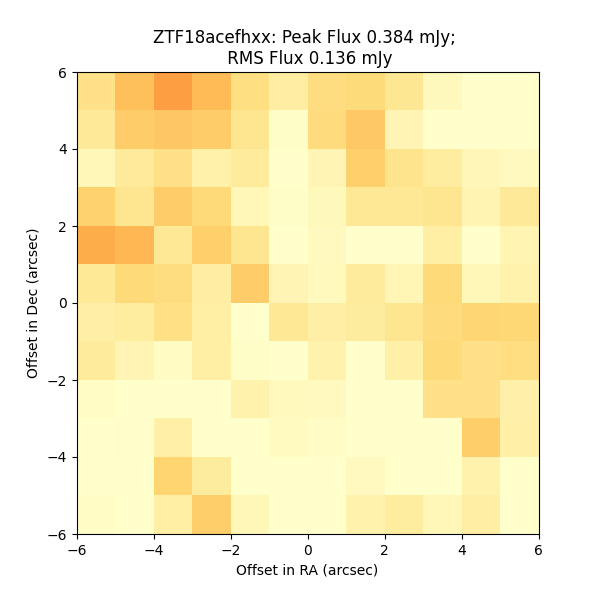 ZTF18acefhxx: Peak Flux 0.384 mJy;
RMS Flux 0.136 mJy
6
4
2
0
−2
−4
−6
Offset in Dec (arcsec)
−6 −4 −2 0 2 4 6
Offset in RA (arcsec)